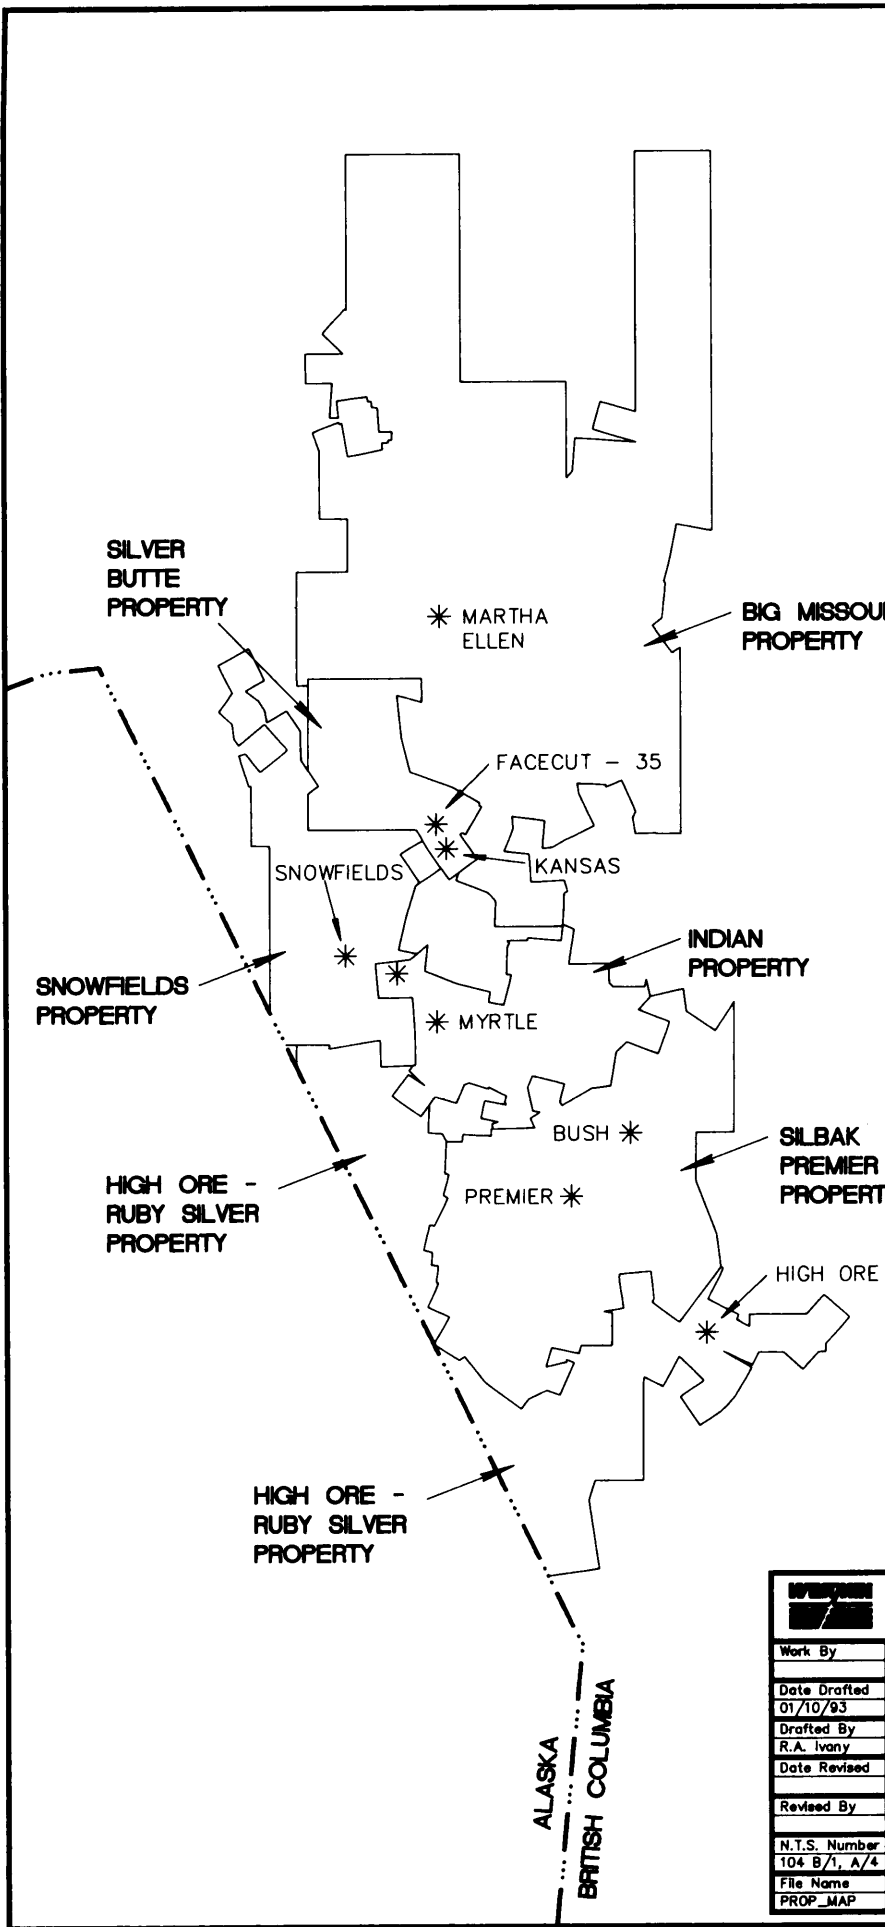 SILVER
BUTTE
PROPERTY
MARTHA
ELLEN
BIG MISSOU
PROPERTY
FACECUT - 35
SNOWFIELDS
KANSAS
INDIAN
PROPERTY
SNOWFIELDS
PROPERTY
MYRTLE
BUSH
SILBAK
PREMIER
PROPERT
HIGH ORE -
RUBY SILVER
PROPERTY
PREMIER
HIGH ORE
HIGH ORE -
RUBY SILVER
PROPERTY
ALASKA
BRITISH COLUMBIA
Work By
Date Drafted
01/10/93
Drafted By
R.A. Ivany
Date Revised
Revised By
N.T.S. Number
104 B/1, A/4
File Name
PROP_MAP